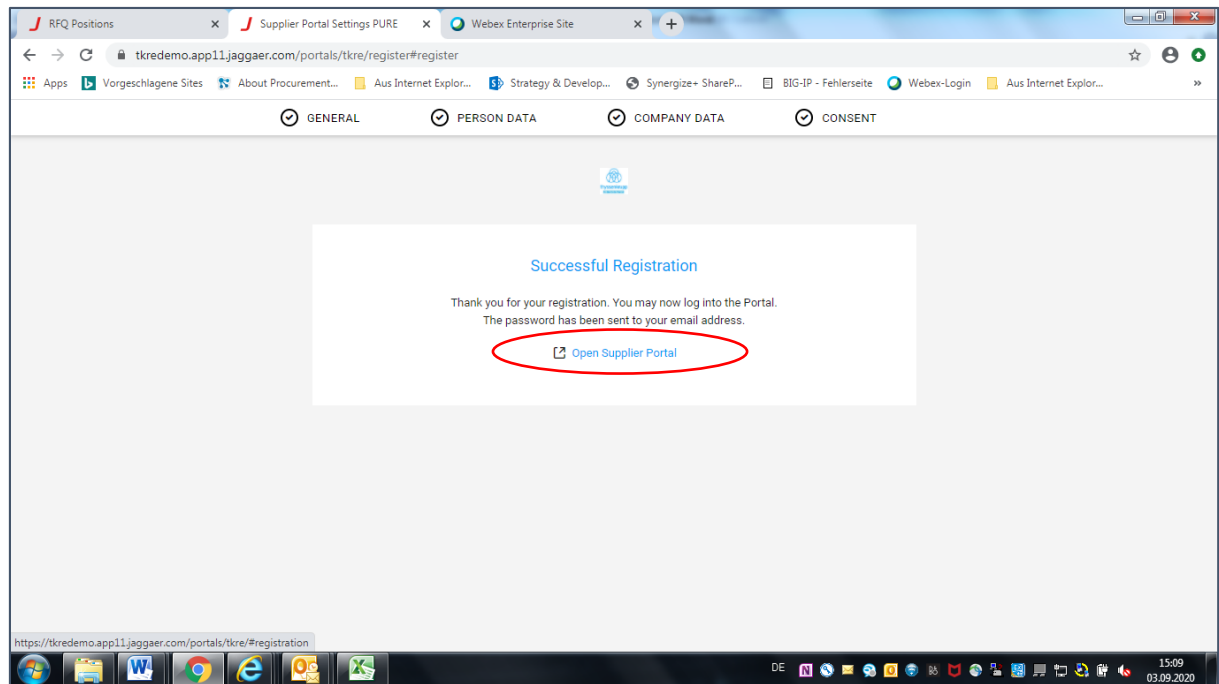 RFQ Positions
Supplier Portal Settings PURE
Webex Enterprise Site
tkredemo.app11.jaggaer.com/portals/tkre/register#register
Apps Vorgeschlagene Sites About Procurement... Aus Internet Explor... Strategy & Develop... Synergize+ ShareP... BIG-IP - Fehlerseite Webex-Login Aus Internet Explor... »
GENERAL PERSON DATA COMPANY DATA CONSENT
Successful Registration
Thank you for your registration. You may now log into the Portal.
The password has been sent to your email address.
Open Supplier Portal
https://tkredemo.app11.jaggaer.com/portals/tkre/#registration
DE
15:09
03.09.2020